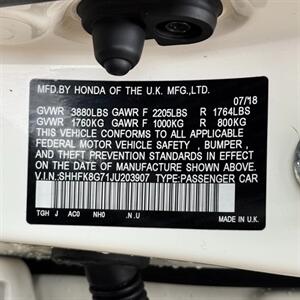 MFD.BY HONDA OF THE U.K. MFG.,LTD.
07/18
GVWR 3880LBS GAWR F 2205LBS R 1764LBS
GVWR 1760KG GAWR F 1000KG R 800KG
THIS VEHICLE CONFORMS TO ALL APPLICABLE
FEDERAL MOTOR VEHICLE SAFETY , BUMPER ,
AND THEFT PREVENTION STANDARDS IN EFFECT
ON THE DATE OF MANUFACTURE SHOWN ABOVE.
V.I.N.:SHHFK8G71JU203907 TYPE:PASSENGER CAR
TGH J AC0 NH0 .N.U MADE IN U.K.